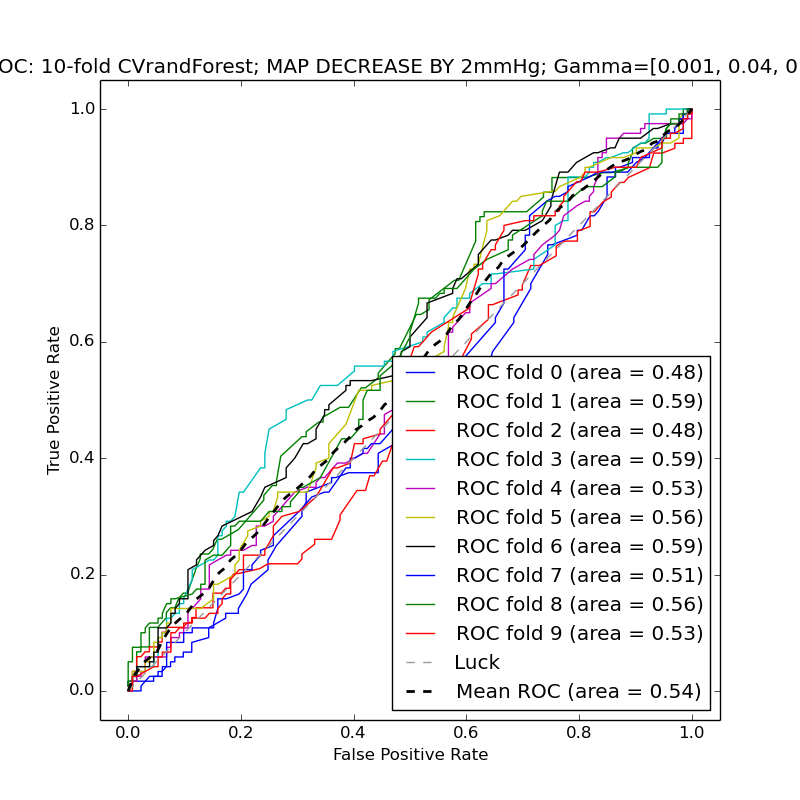 OC: 10-fold CVrandForest; MAP DECREASE BY 2mmHg; Gamma=[0.001, 0.04, 0
1.0
0.8
0.6
0.4
0.2
0.0
True Positive Rate
ROC fold 0 (area = 0.48)
ROC fold 1 (area = 0.59)
ROC fold 2 (area = 0.48)
ROC fold 3 (area = 0.59)
ROC fold 4 (area = 0.53)
ROC fold 5 (area = 0.56)
ROC fold 6 (area = 0.59)
ROC fold 7 (area = 0.51)
ROC fold 8 (area = 0.56)
ROC fold 9 (area = 0.53)
Luck
Mean ROC (area = 0.54)
0.0 0.2 0.4 0.6 0.8 1.0
False Positive Rate